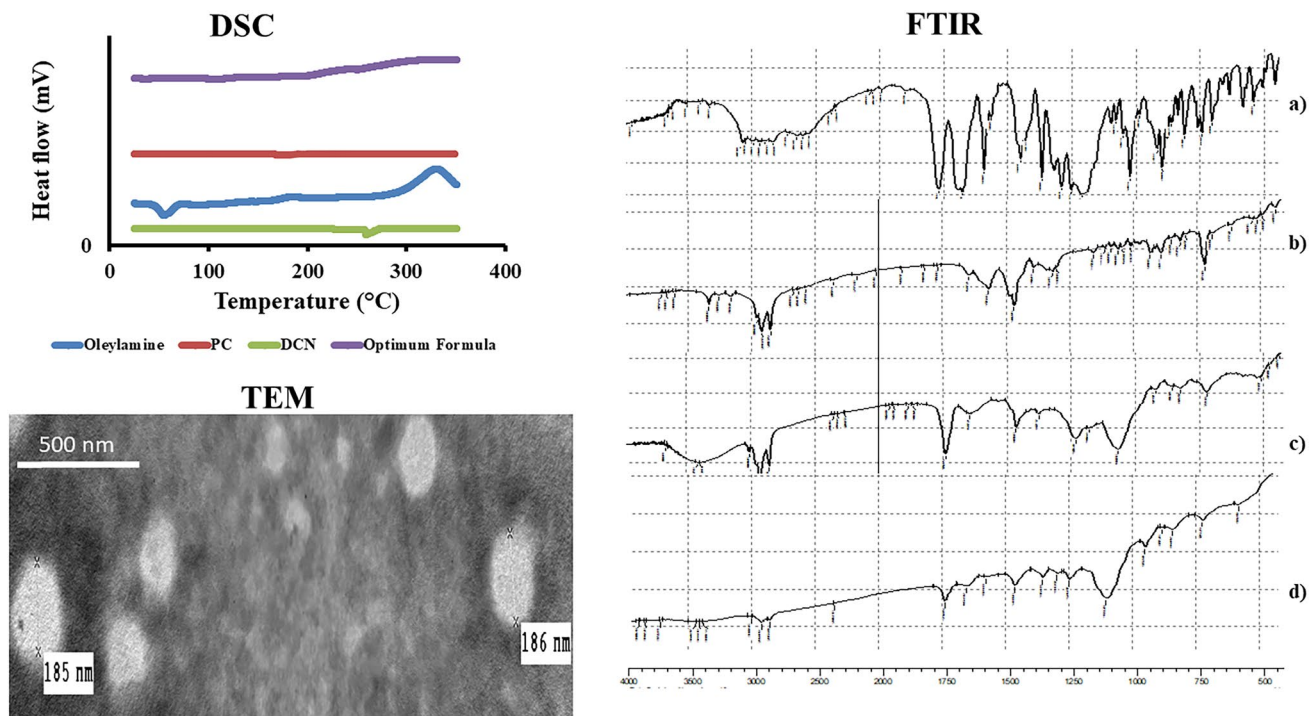 DSC
Heat flow (mV)
0
0 100 200 300 400
Temperature (°C)
Oleylamine PC DCN Optimum Formula
TEM
500 nm
185 nm
186 nm
FTIR
a)
b)
c)
d)
4000 3500 3000 2500 2000 1750 1500 1250 1000 750 500